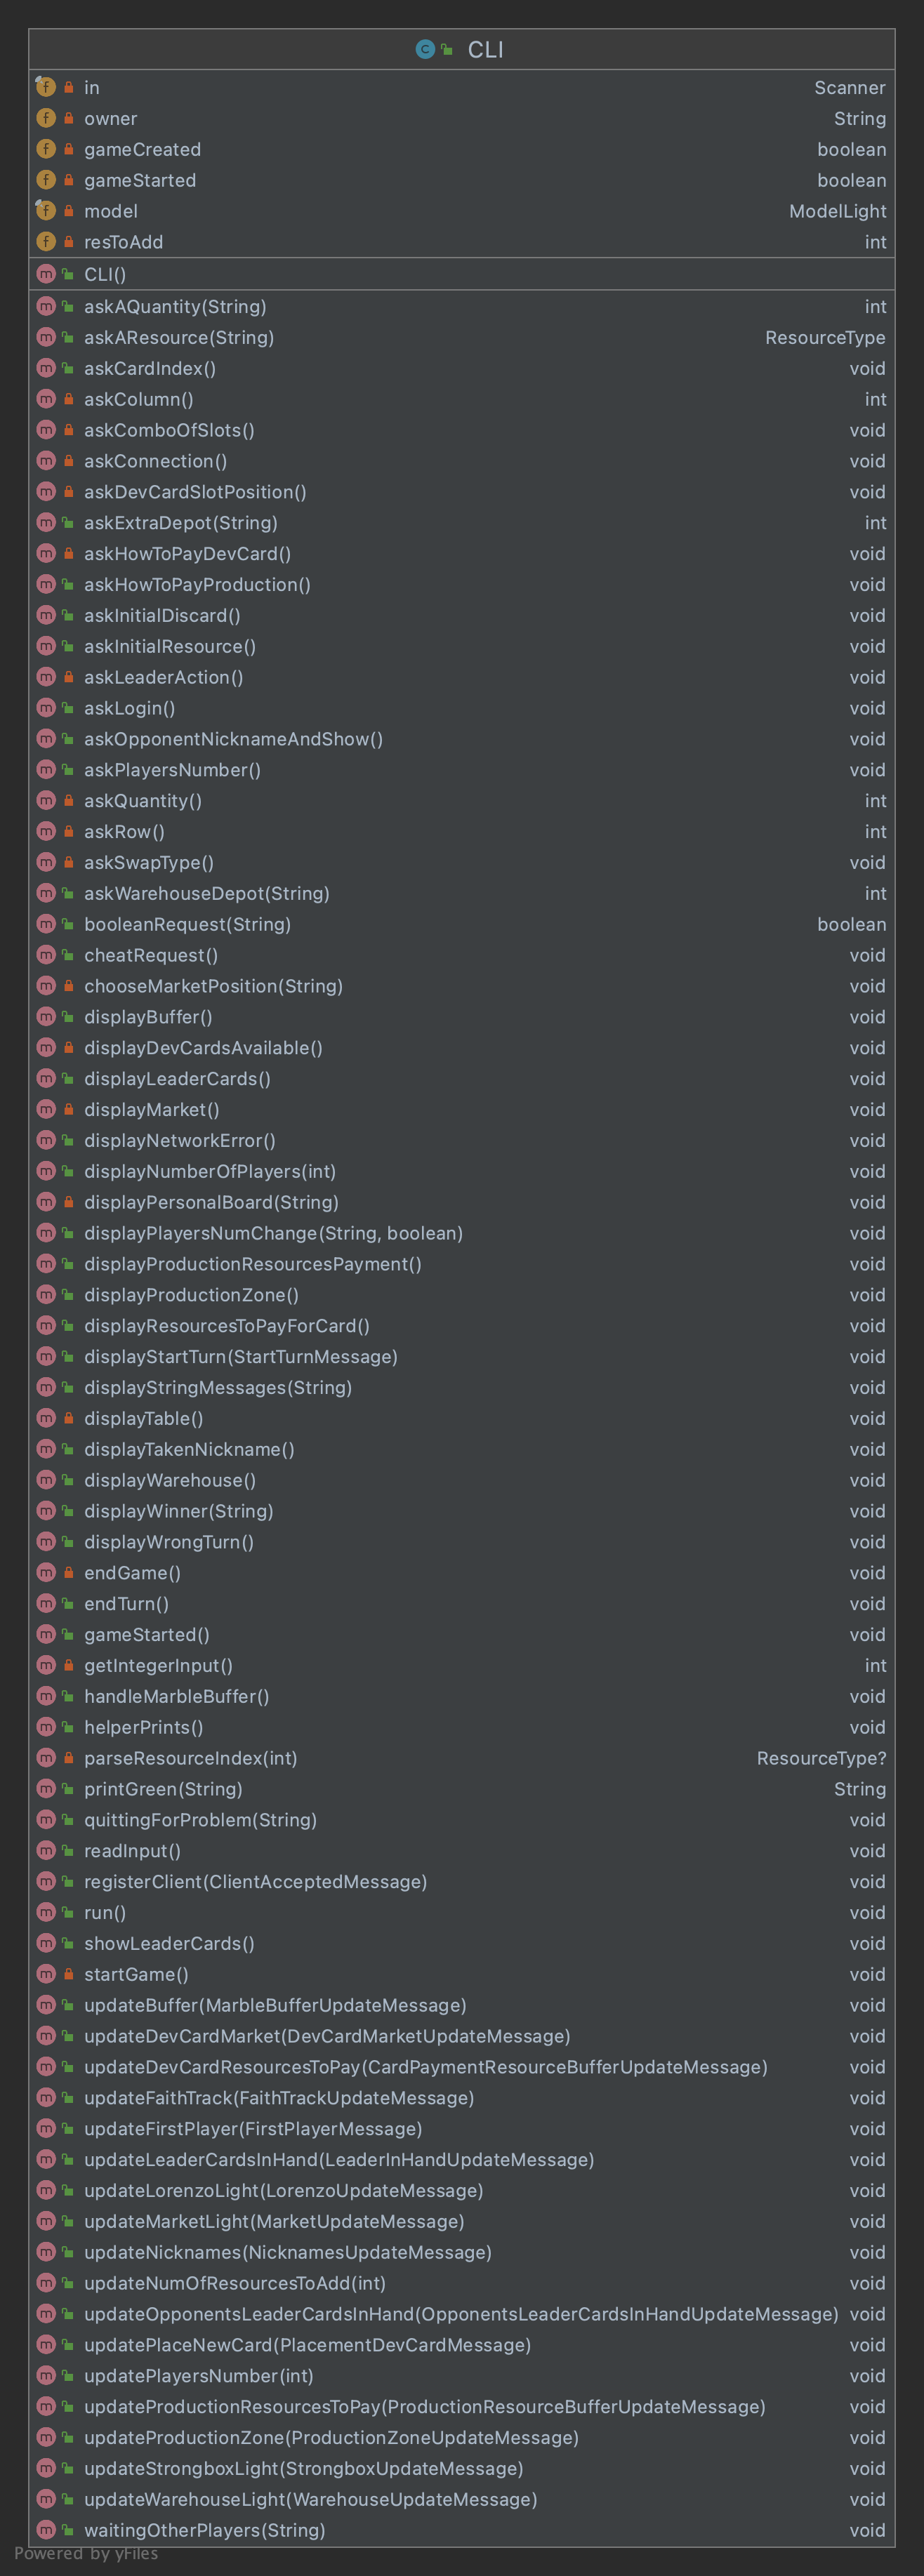 CLI
in Scanner
owner String
gameCreated boolean
gameStarted boolean
model ModelLight
resToAdd int
CLI()
askAQuantity(String) int
askAResource(String) ResourceType
askCardIndex() void
askColumn() int
askComboOfSlots() void
askConnection() void
askDevCardSlotPosition() void
askExtraDepot(String) int
askHowToPayDevCard() void
askHowToPayProduction() void
askInitialDiscard() void
askInitialResource() void
askLeaderAction() void
askLogin() void
askOpponentNicknameAndShow() void
askPlayersNumber() void
askQuantity() int
askRow() int
askSwapType() void
askWarehouseDepot(String) int
booleanRequest(String) boolean
cheatRequest() void
chooseMarketPosition(String) void
displayBuffer() void
displayDevCardsAvailable() void
displayLeaderCards() void
displayMarket() void
displayNetworkError() void
displayNumberOfPlayers(int) void
displayPersonalBoard(String) void
displayPlayersNumChange(String, boolean) void
displayProductionResourcesPayment() void
displayProductionZone() void
displayResourcesToPayForCard() void
displayStartTurn(StartTurnMessage) void
displayStringMessages(String) void
displayTable() void
displayTakenNickname() void
displayWarehouse() void
displayWinner(String) void
displayWrongTurn() void
endGame() void
endTurn() void
gameStarted() void
getIntegerInput() int
handleMarbleBuffer() void
helperPrints() void
parseResourceIndex(int) ResourceType?
printGreen(String) String
quittingForProblem(String) void
readInput() void
registerClient(ClientAcceptedMessage) void
run() void
showLeaderCards() void
startGame() void
updateBuffer(MarbleBufferUpdateMessage) void
updateDevCardMarket(DevCardMarketUpdateMessage) void
updateDevCardResourcesToPay(CardPaymentResourceBufferUpdateMessage) void
updateFaithTrack(FaithTrackUpdateMessage) void
updateFirstPlayer(FirstPlayerMessage) void
updateLeaderCardsInHand(LeaderInHandUpdateMessage) void
updateLorenzoLight(LorenzoUpdateMessage) void
updateMarketLight(MarketUpdateMessage) void
updateNicknames(NicknamesUpdateMessage) void
updateNumOfResourcesToAdd(int) void
updateOpponentsLeaderCardsInHand(OpponentsLeaderCardsInHandUpdateMessage) void
updatePlaceNewCard(PlacementDevCardMessage) void
updatePlayersNumber(int) void
updateProductionResourcesToPay(ProductionResourceBufferUpdateMessage) void
updateProductionZone(ProductionZoneUpdateMessage) void
updateStrongboxLight(StrongboxUpdateMessage) void
updateWarehouseLight(WarehouseUpdateMessage) void
waitingOtherPlayers(String) void
Powered by yFiles